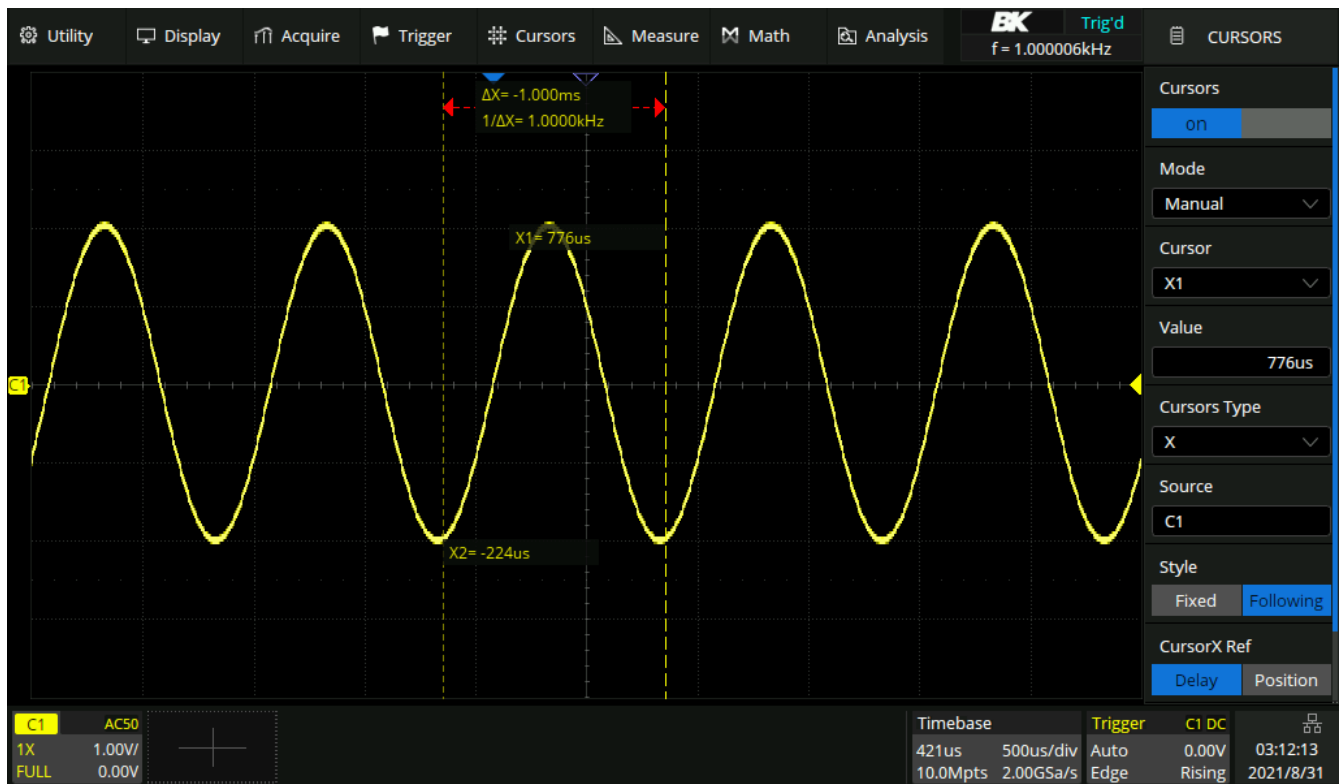 Utility Display Acquire Trigger Cursors Measure Math Analysis
BK Trig'd
f = 1.000006kHz
CURSORS
ΔX= -1.000ms
1/ΔX= 1.0000kHz
X1= 776us
C1
X2= -224us
Cursors
on
Mode
Manual
Cursor
X1
Value
776us
Cursors Type
X
Source
C1
Style
Fixed Following
CursorX Ref
Delay Position
C1 AC50
1X 1.00V/
FULL 0.00V
Timebase
421us 500us/div
10.0Mpts 2.00GSa/s
Trigger C1 DC
Auto 0.00V
Edge Rising
03:12:13
2021/8/31